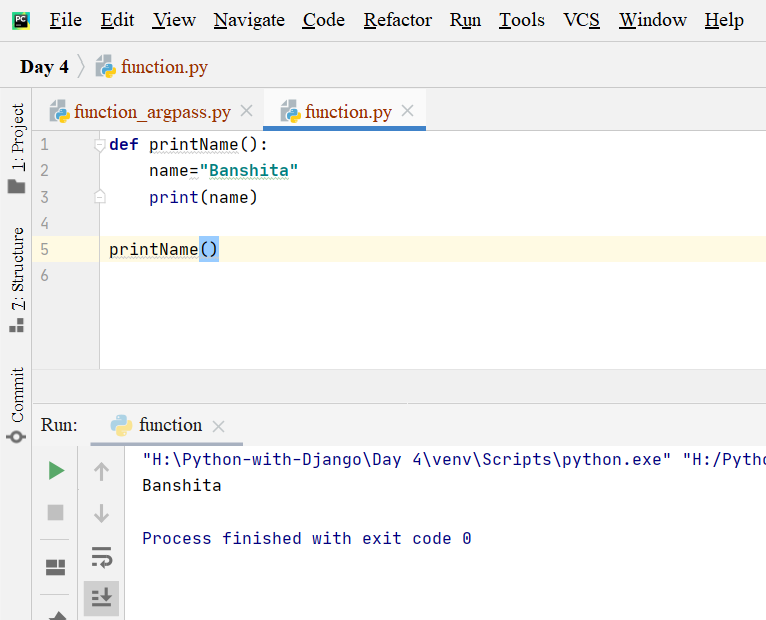 PC File Edit View Navigate Code Refactor Run Tools VCS Window Help
Day 4 function.py
function_argpass.py function.py
1: Project
7: Structure
Commit
1 def printName():
2 name="Banshita"
3 print(name)
4
5 printName()
6
Run: function
"H:\Python-with-Django\Day 4\venv\Scripts\python.exe" "H:/Pytho
Banshita
Process finished with exit code 0